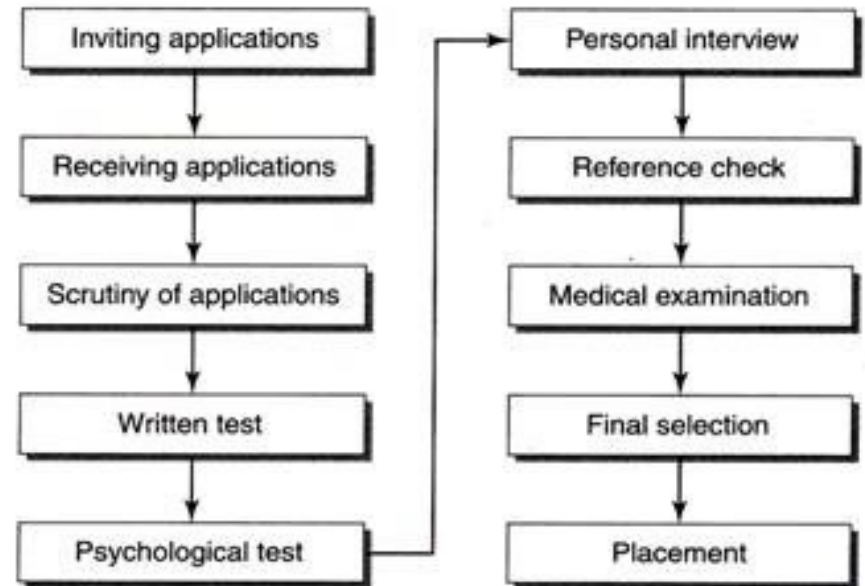 Inviting applications
Receiving applications
Scrutiny of applications
Written test
Psychological test
Personal interview
Reference check
Medical examination
Final selection
Placement